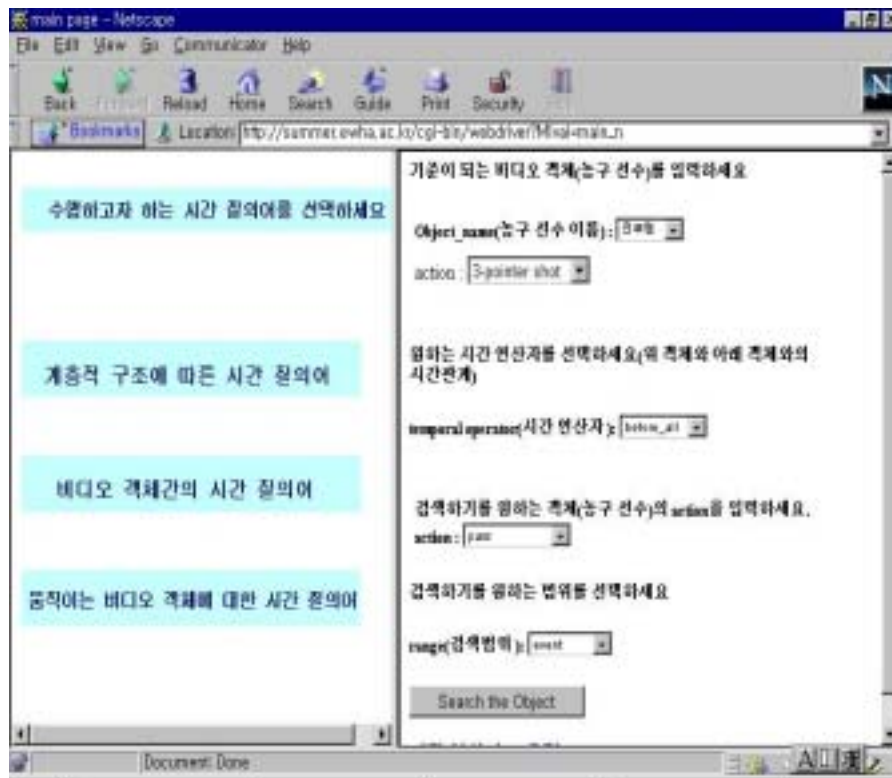 main page - Netscape
File Edit View Go Communicator Help
Back Forward Reload Home Search Guide Print Security
Bookmarks Location: http://summer.ewha.ac.kr/cgi-bin/webdriver?MIval=main_n
수행하고자 하는 시간 질의어를 선택하세요
계층적 구조에 따른 시간 질의어
비디오 객체간의 시간 질의어
움직이는 비디오 객체에 대한 시간 질의어
기준이 되는 비디오 객체(농구 선수)를 입력하세요
Object_name(농구 선수 이름) :
action : 3-pointer shot
원하는 시간 연산자를 선택하세요(위 객체와 아래 객체와의
시간관계)
temporal operator(시간 연산자 ): before_all
검색하기를 원하는 객체(농구 선수)의 action을 입력하세요.
action : pass
검색하기를 원하는 범위를 선택하세요
range(검색범위 ): event
Search the Object
Document: Done